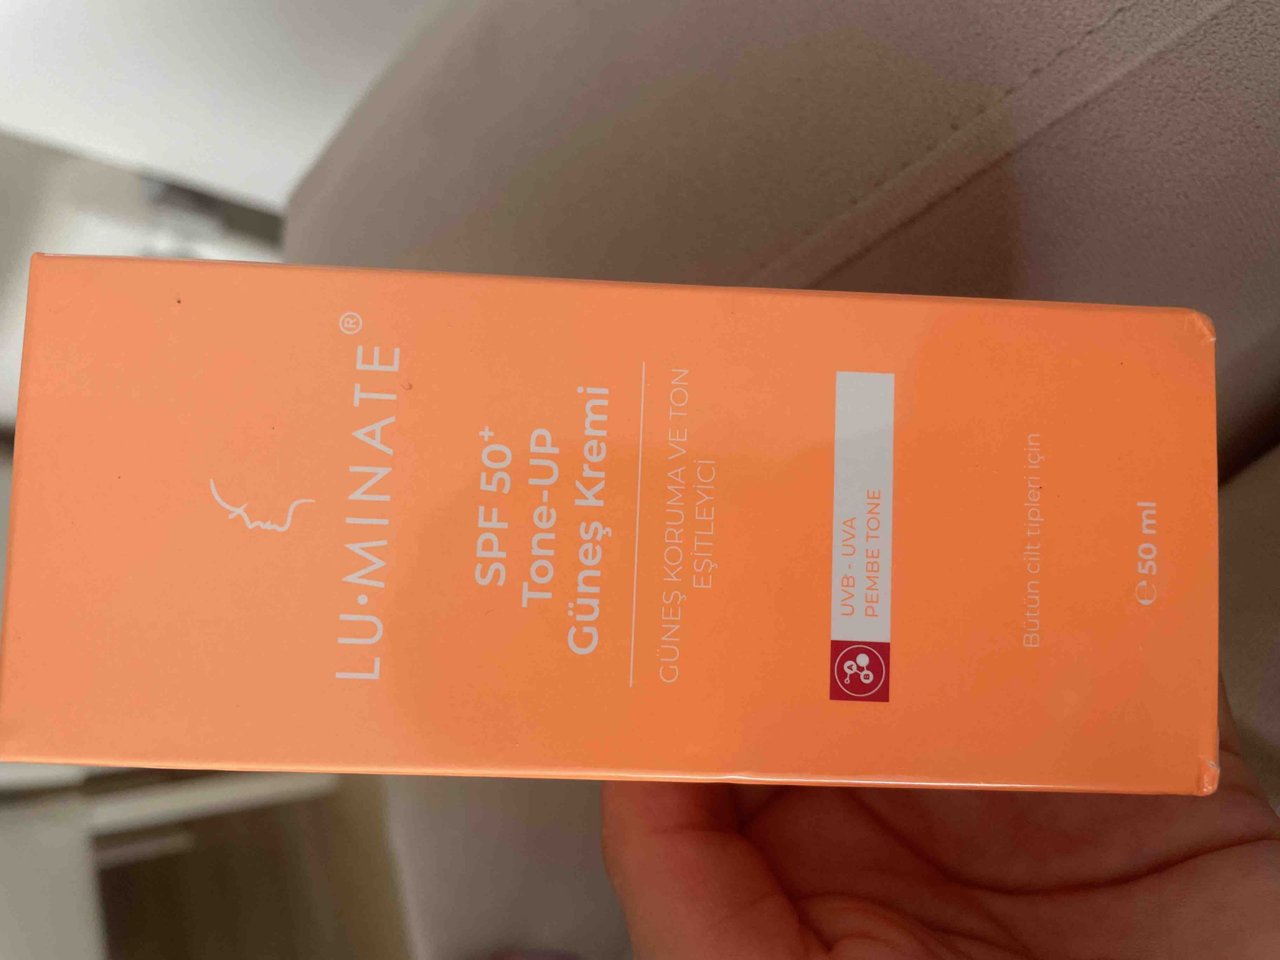 LU•MINATE®
SPF 50+
Tone-UP
Güneş Kremi
GÜNEŞ KORUMA VE TON
EŞİTLEYİCİ
A
B
UVB - UVA
PEMBE TONE
Bütün cilt tipleri için
℮ 50 ml